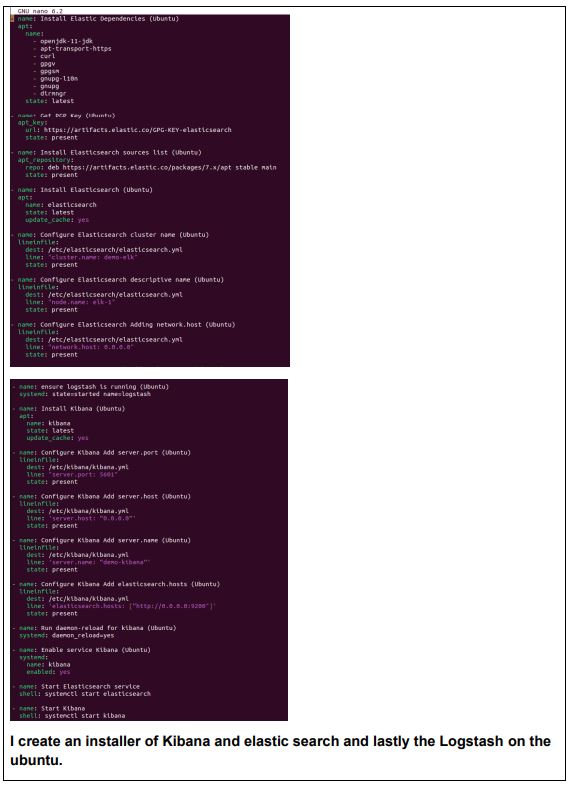 GNU nano 6.2
- name: Install Elastic Dependencies (Ubuntu)
apt:
name:
- openjdk-11-jdk
- apt-transport-https
- curl
- gpgv
- gpgsm
- gnupg-l10n
- gnupg
- dirmngr
state: latest
- name: Get PGP Key (Ubuntu)
apt_key:
url: https://artifacts.elastic.co/GPG-KEY-elasticsearch
state: present
- name: Install Elasticsearch sources list (Ubuntu)
apt_repository:
repo: deb https://artifacts.elastic.co/packages/7.x/apt stable main
state: present
- name: Install Elasticsearch (Ubuntu)
apt:
name: elasticsearch
state: latest
update_cache: yes
- name: Configure Elasticsearch cluster name (Ubuntu)
lineinfile:
dest: /etc/elasticsearch/elasticsearch.yml
line: "cluster.name: demo-elk"
state: present
- name: Configure Elasticsearch descriptive name (Ubuntu)
lineinfile:
dest: /etc/elasticsearch/elasticsearch.yml
line: "node.name: elk-1"
state: present
- name: Configure Elasticsearch Adding network.host (Ubuntu)
lineinfile:
dest: /etc/elasticsearch/elasticsearch.yml
line: "network.host: 0.0.0.0"
state: present
- name: ensure logstash is running (Ubuntu)
systemd: state=started name=logstash
- name: Install Kibana (Ubuntu)
apt:
name: kibana
state: latest
update_cache: yes
- name: Configure Kibana Add server.port (Ubuntu)
lineinfile:
dest: /etc/kibana/kibana.yml
line: "server.port: 5601"
state: present
- name: Configure Kibana Add server.host (Ubuntu)
lineinfile:
dest: /etc/kibana/kibana.yml
line: 'server.host: "0.0.0.0"'
state: present
- name: Configure Kibana Add server.name (Ubuntu)
lineinfile:
dest: /etc/kibana/kibana.yml
line: 'server.name: "demo-kibana"'
state: present
- name: Configure Kibana Add elasticsearch.hosts (Ubuntu)
lineinfile:
dest: /etc/kibana/kibana.yml
line: 'elasticsearch.hosts: ["http://0.0.0.0:9200"]'
state: present
- name: Run daemon-reload for kibana (Ubuntu)
systemd: daemon_reload=yes
- name: Enable service Kibana (Ubuntu)
systemd:
name: kibana
enabled: yes
- name: Start Elasticsearch service
shell: systemctl start elasticsearch
- name: Start Kibana
shell: systemctl start kibana
I create an installer of Kibana and elastic search and lastly the Logstash on the
ubuntu.